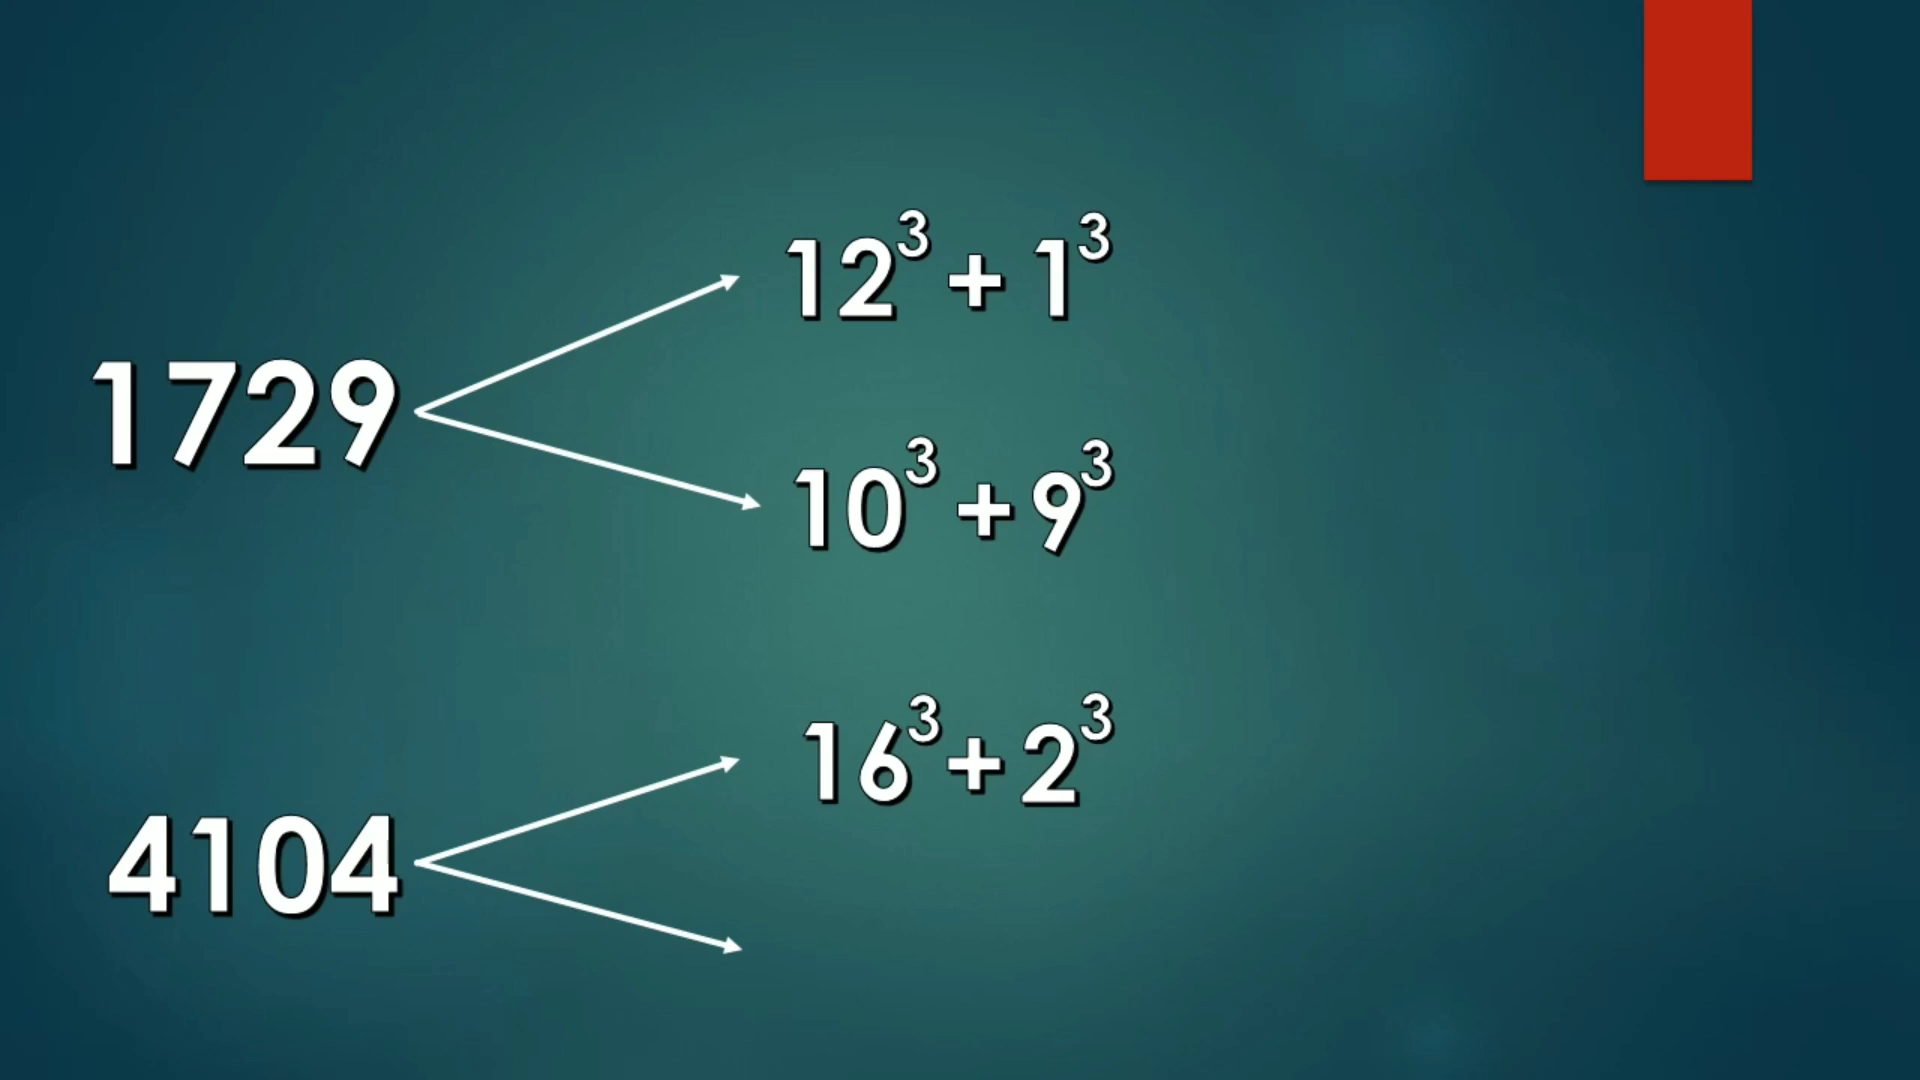 12³ + 1³
1729
10³ + 9³
16³ + 2³
4104